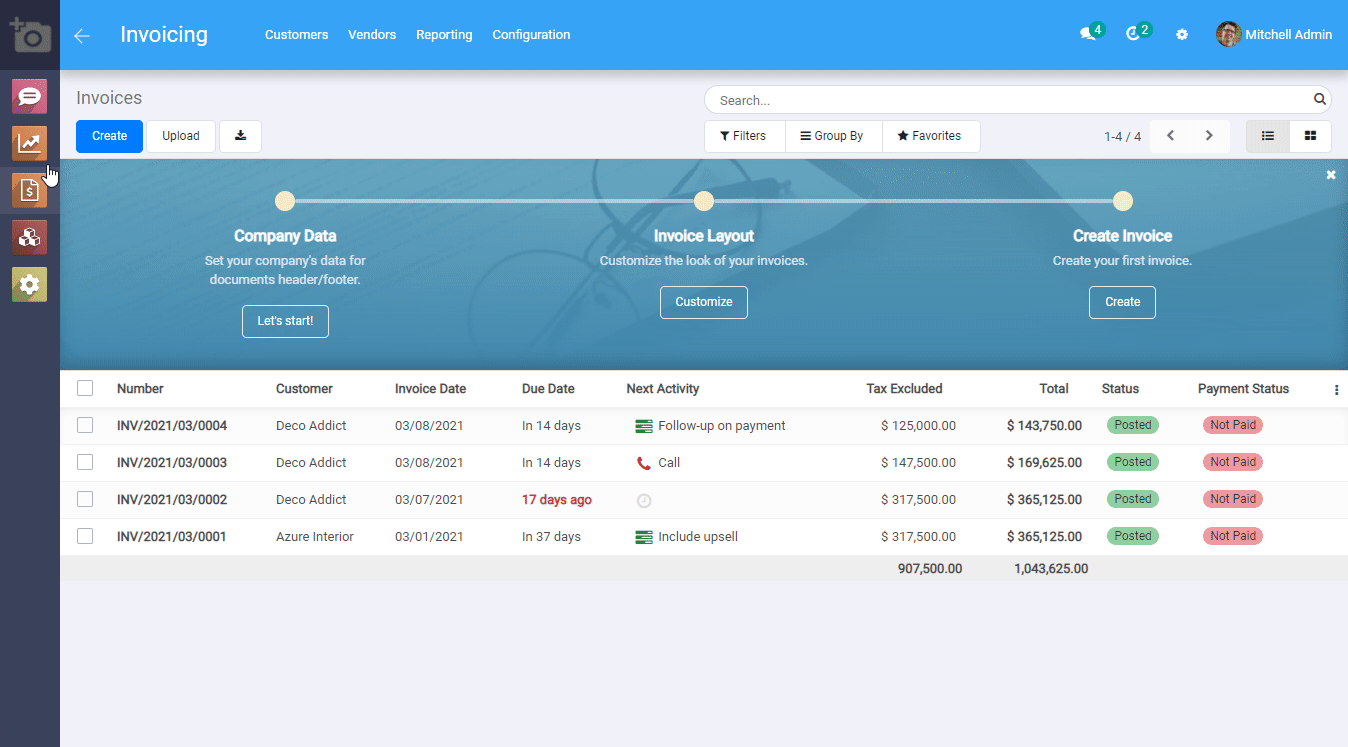 Invoicing Customers Vendors Reporting Configuration 4 2 Mitchell Admin
Invoices
Search...
Create Upload Filters Group By Favorites 1-4 / 4
Company Data Invoice Layout Create Invoice
Set your company's data for
documents header/footer.
Customize the look of your invoices.
Create your first invoice.
Let's start! Customize Create
Number Customer Invoice Date Due Date Next Activity Tax Excluded Total Status Payment Status
INV/2021/03/0004 Deco Addict 03/08/2021 In 14 days Follow-up on payment $ 125,000.00 $ 143,750.00 Posted Not Paid
INV/2021/03/0003 Deco Addict 03/08/2021 In 14 days Call $ 147,500.00 $ 169,625.00 Posted Not Paid
INV/2021/03/0002 Deco Addict 03/07/2021 17 days ago $ 317,500.00 $ 365,125.00 Posted Not Paid
INV/2021/03/0001 Azure Interior 03/01/2021 In 37 days Include upsell $ 317,500.00 $ 365,125.00 Posted Not Paid
907,500.00 1,043,625.00